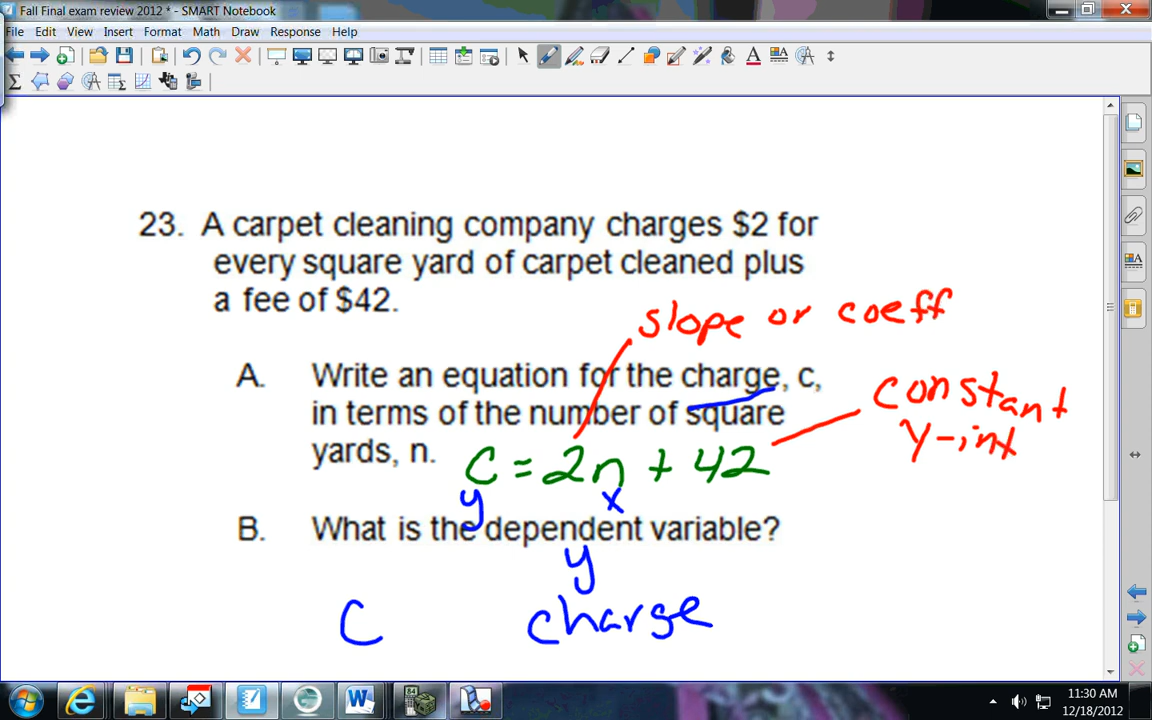 Fall Final exam review 2012 * - SMART Notebook
File Edit View Insert Format Math Draw Response Help
23. A carpet cleaning company charges $2 for
every square yard of carpet cleaned plus
a fee of $42.
slope or coeff
A. Write an equation for the charge, c,
in terms of the number of square
yards, n.
constant
y-int
C = 2n + 42
y x
B. What is the dependent variable?
y
C charge
11:30 AM
12/18/2012